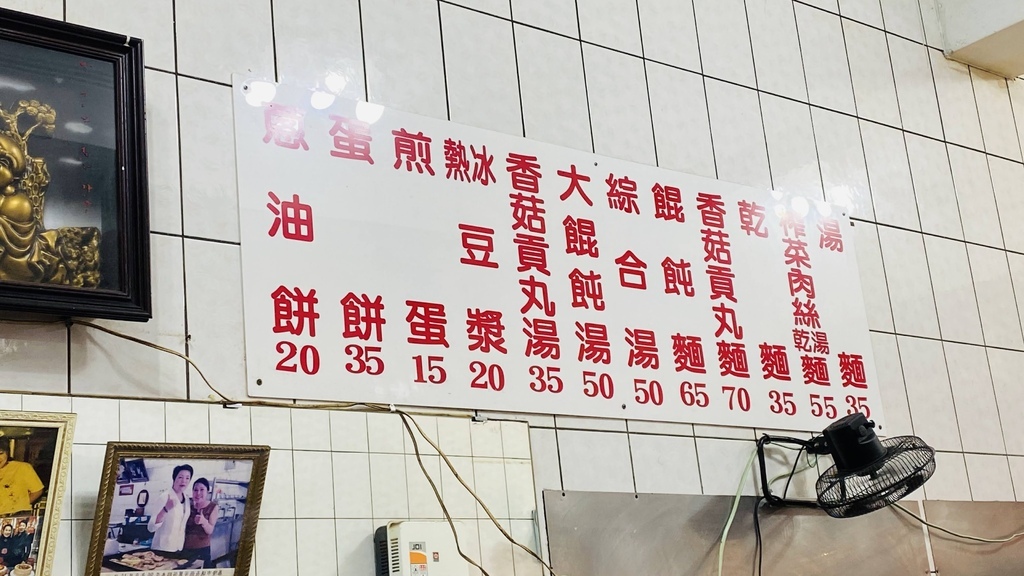 湯麵 35
榨菜肉絲乾湯麵 55
乾麵 35
香菇貢丸麵 70
餛飩麵 65
綜合湯 50
大餛飩湯 50
香菇貢丸湯 35
熱冰豆漿 20
煎蛋 15
蛋餅 35
蔥油餅 20